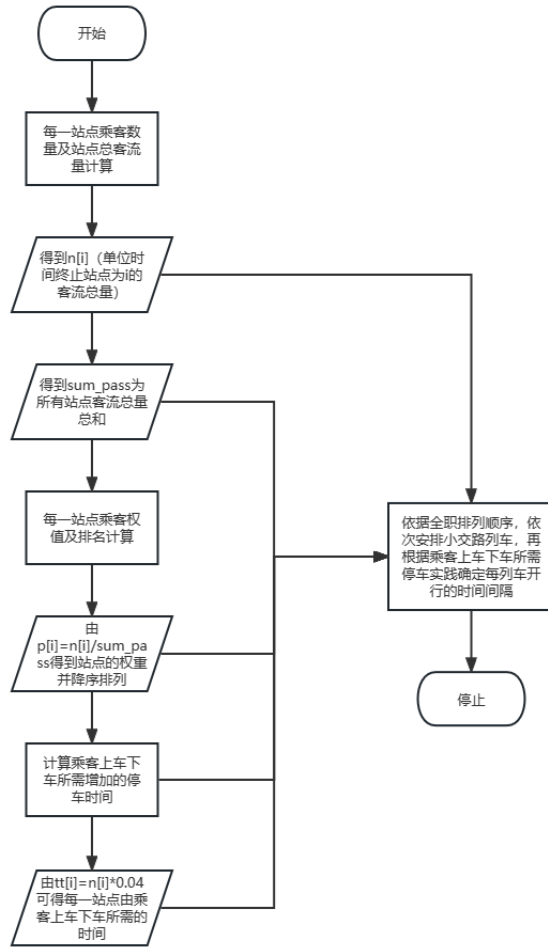 开始
每一站点乘客数
量及站点总客流
量计算
得到n[i]（单位时
间终止站点为i的
客流总量）
得到sum_pass为
所有站点客流总量
总和
每一站点乘客权
值及排名计算
由
p[i]=n[i]/sum_pa
ss得到站点的权重
并降序排列
计算乘客上车下
车所需增加的停
车时间
由tt[i]=n[i]*0.04
可得每一站点由乘
客上车下车所需的
时间
依据全职排列顺序，依
次安排小交路列车，再
根据乘客上车下车所需
停车实践确定每列车开
行的时间间隔
停止